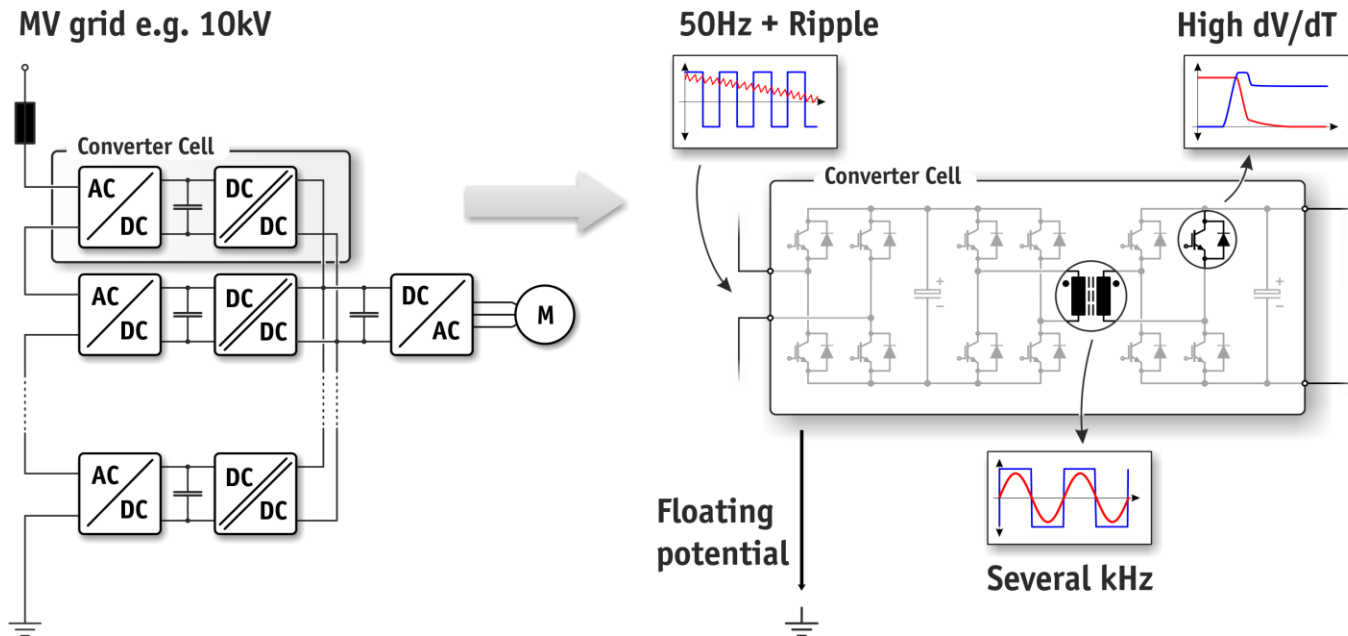 MV grid e.g. 10kV
Converter Cell
AC
DC
DC
DC
AC
DC
DC
DC
DC
AC
M
AC
DC
DC
DC
50Hz + Ripple
High dV/dT
Converter Cell
+
−
+
−
Floating
potential
Several kHz